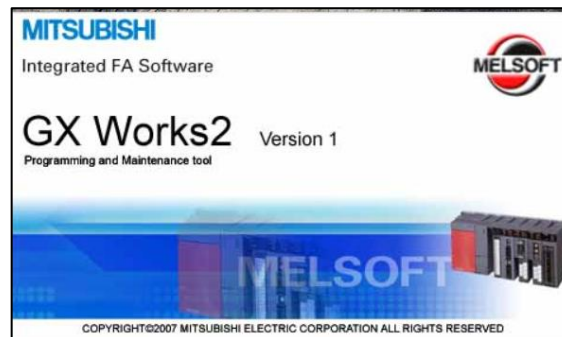 MITSUBISHI
Integrated FA Software
MELSOFT
GX Works2 Version 1
Programming and Maintenance tool
MELSOFT
COPYRIGHT©2007 MITSUBISHI ELECTRIC CORPORATION ALL RIGHTS RESERVED